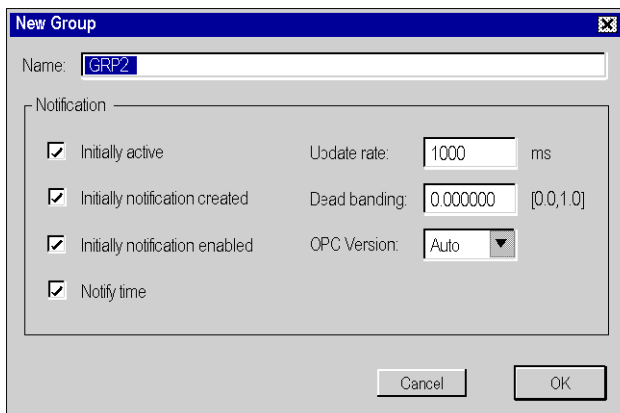 New Group
Name: GRP2
Notification
Initially active
Update rate: 1000 ms
Initially notification created
Dead banding: 0.000000 [0.0,1.0]
Initially notification enabled
OPC Version: Auto
Notify time
Cancel
OK